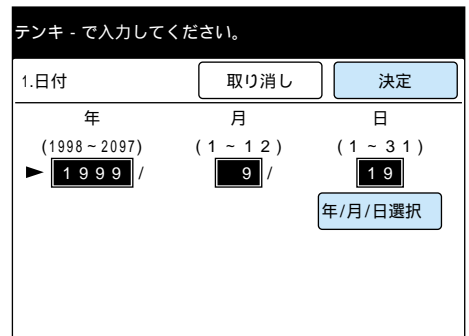 テンキ - で入力してください。
1.日付 取り消し 決定
年 月 日
(1998~2097) (1~12) (1~31)
1999 / 9 / 19
年/月/日選択